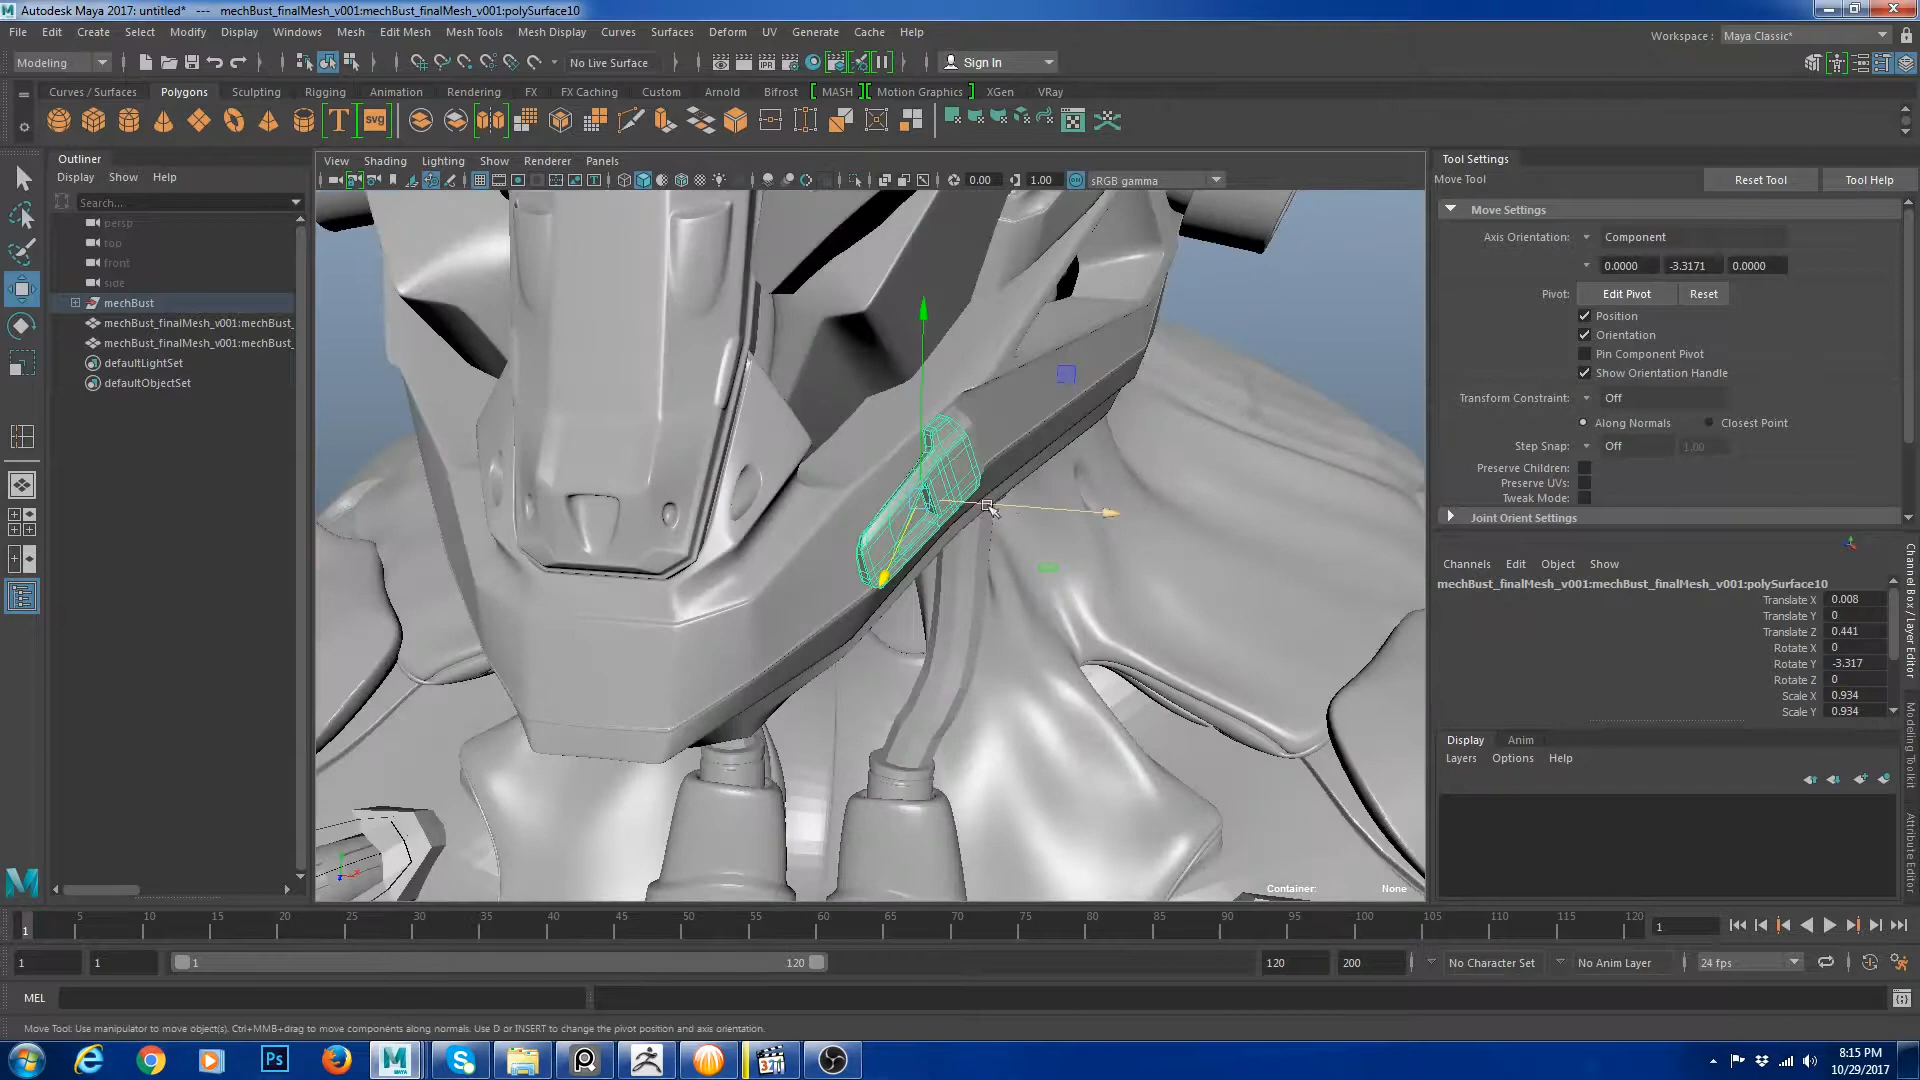 Autodesk Maya 2017: untitled*   ---   mechBust_finalMesh_v001:mechBust_finalMesh_v001:polySurface10
File Edit Create Select Modify Display Windows Mesh Edit Mesh Mesh Tools Mesh Display Curves Surfaces Deform UV Generate Cache Help
Workspace : Maya Classic*
Modeling No Live Surface Sign In
Curves / Surfaces Polygons Sculpting Rigging Animation Rendering FX FX Caching Custom Arnold Bifrost MASH Motion Graphics XGen VRay
T SVG
Outliner
Display Show Help
Search...
persp
top
front
side
mechBust
mechBust_finalMesh_v001:mechBust_
mechBust_finalMesh_v001:mechBust_
defaultLightSet
defaultObjectSet
View Shading Lighting Show Renderer Panels
0.00 1.00 sRGB gamma
Container: None
Tool Settings
Move Tool Reset Tool Tool Help
Move Settings
Axis Orientation: Component
0.0000 -3.3171 0.0000
Pivot: Edit Pivot Reset
Position
Orientation
Pin Component Pivot
Show Orientation Handle
Transform Constraint: Off
Along Normals Closest Point
Step Snap: Off 1.00
Preserve Children:
Preserve UVs:
Tweak Mode:
Joint Orient Settings
Channels Edit Object Show
mechBust_finalMesh_v001:mechBust_finalMesh_v001:polySurface10
Translate X 0.008
Translate Y 0
Translate Z 0.441
Rotate X 0
Rotate Y -3.317
Rotate Z 0
Scale X 0.934
Scale Y 0.934
Display Anim
Layers Options Help
Channel Box / Layer Editor
Modeling Toolkit
Attribute Editor
5 10 15 20 25 30 35 40 45 50 55 60 65 70 75 80 85 90 95 100 105 110 115 120
1 1
1 1 1 120 120 200 No Character Set No Anim Layer 24 fps
MEL
Move Tool: Use manipulator to move object(s). Ctrl+MMB+drag to move components along normals. Use D or INSERT to change the pivot position and axis orientation.
8:15 PM
10/29/2017